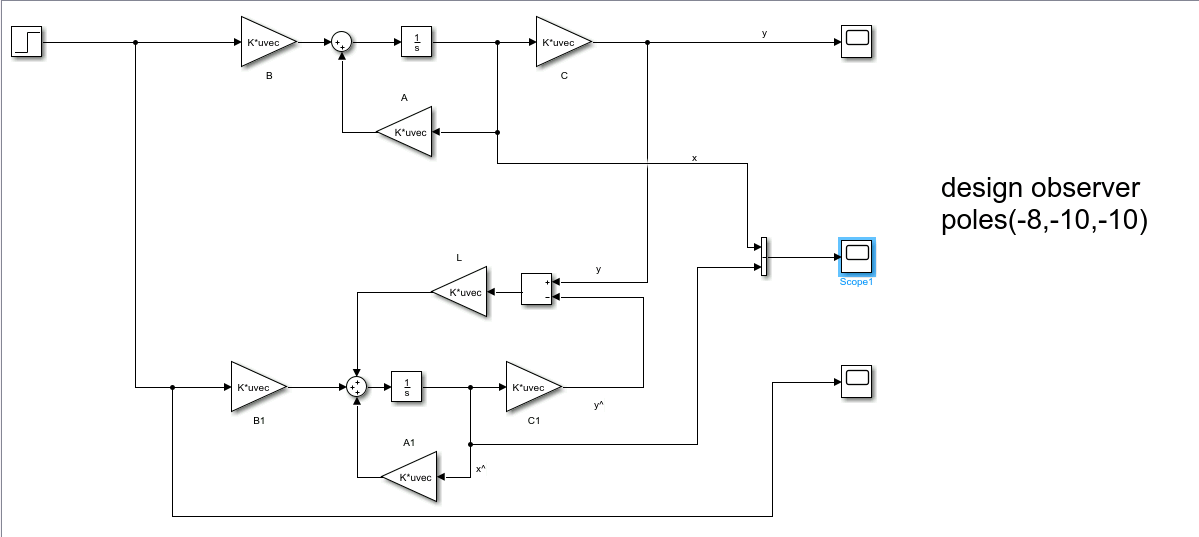 K*uvec
B
+
+
1
s
K*uvec
C
y
A
K*uvec
x
design observer
poles(-8,-10,-10)
L
K*uvec
y
+
−
Scope1
K*uvec
B1
+
+
+
1
s
K*uvec
C1
y^
A1
K*uvec
x^